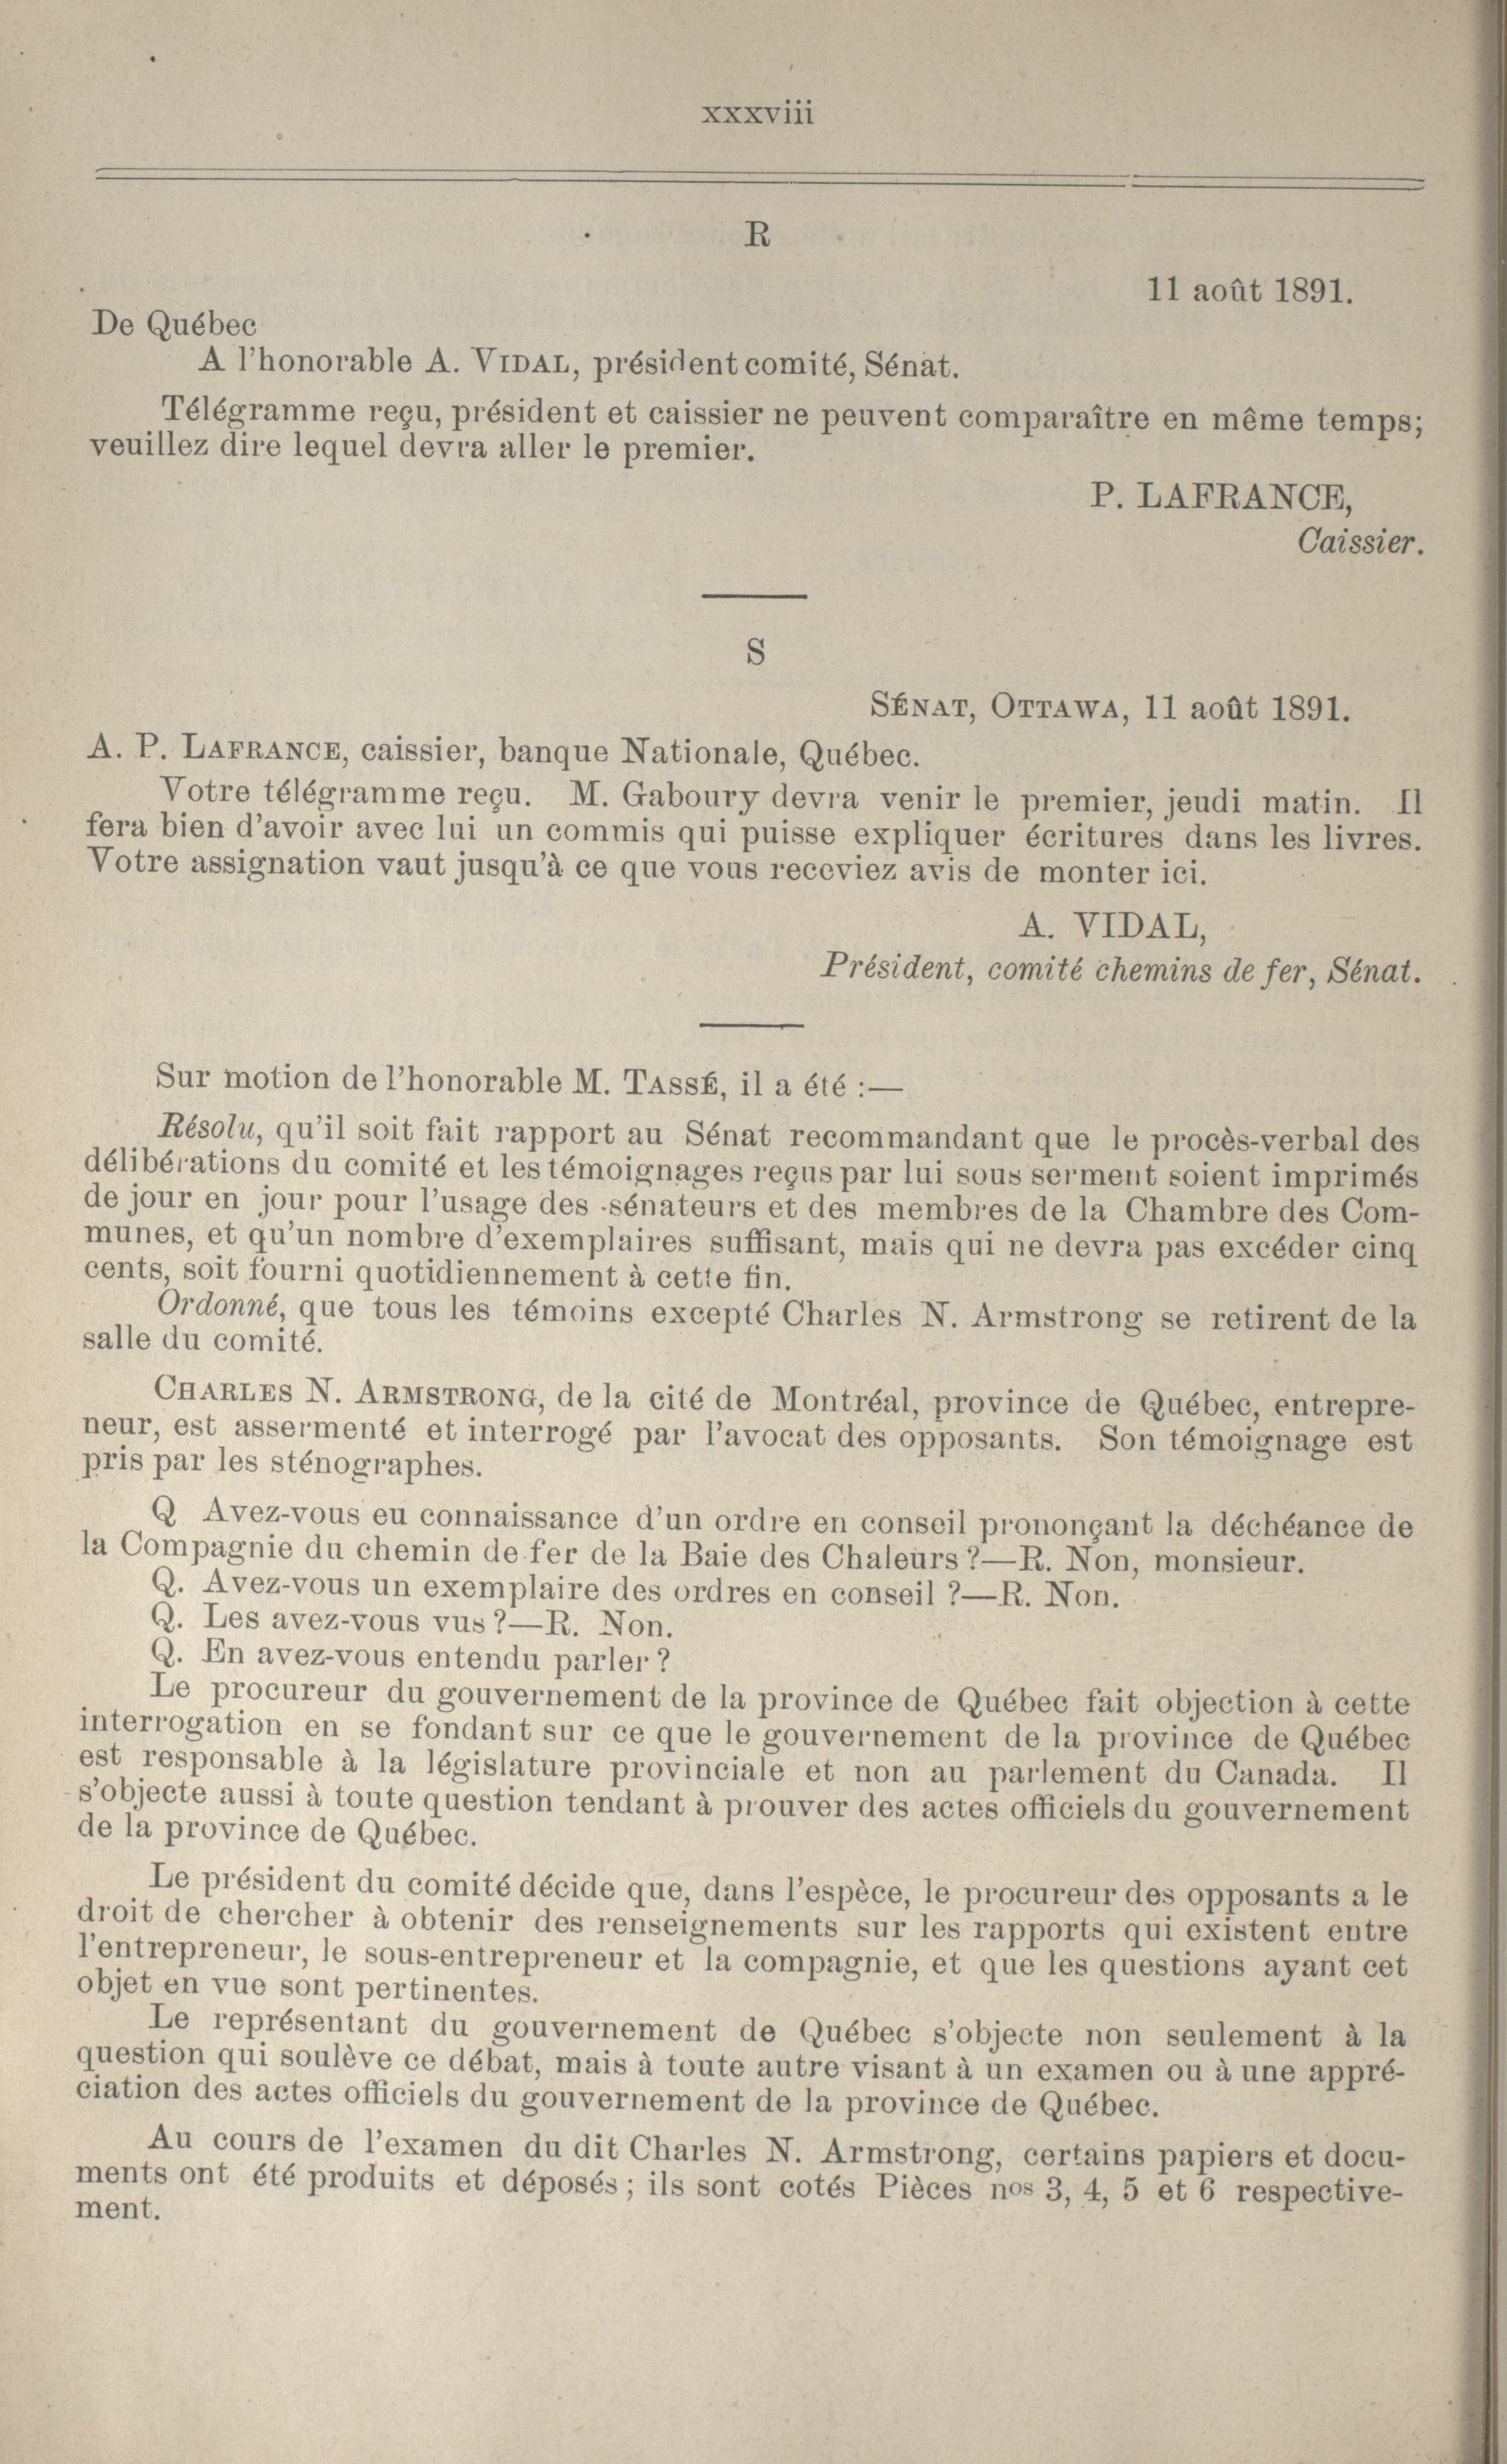 xxxviii
R
11 août 1891.
De Québec
A l'honorable A. VIDAL, président comité, Sénat.
Télégramme reçu, président et caissier ne peuvent comparaître en même temps;
veuillez dire lequel devra aller le premier.
P. LAFRANCE,
Caissier.
S
SÉNAT, OTTAWA, 11 août 1891.
A. P. LAFRANCE, caissier, banque Nationale, Québec.
Votre télégramme reçu. M. Gaboury devra venir le premier, jeudi matin. Il
fera bien d'avoir avec lui un commis qui puisse expliquer écritures dans les livres.
Votre assignation vaut jusqu'à ce que vous receviez avis de monter ici.
A. VIDAL,
Président, comité chemins de fer, Sénat.
Sur motion de l'honorable M. TASSÉ, il a été :—
Résolu, qu'il soit fait rapport au Sénat recommandant que le procès-verbal des
délibérations du comité et les témoignages reçus par lui sous serment soient imprimés
de jour en jour pour l'usage des sénateurs et des membres de la Chambre des Com-
munes, et qu'un nombre d'exemplaires suffisant, mais qui ne devra pas excéder cinq
cents, soit fourni quotidiennement à cette fin.
Ordonné, que tous les témoins excepté Charles N. Armstrong se retirent de la
salle du comité.
CHARLES N. ARMSTRONG, de la cité de Montréal, province de Québec, entrepre-
neur, est assermenté et interrogé par l'avocat des opposants. Son témoignage est
pris par les sténographes.
Q Avez-vous eu connaissance d'un ordre en conseil prononçant la déchéance de
la Compagnie du chemin de fer de la Baie des Chaleurs ?—R. Non, monsieur.
Q. Avez-vous un exemplaire des ordres en conseil ?—R. Non.
Q. Les avez-vous vus ?—R. Non.
Q. En avez-vous entendu parler ?
Le procureur du gouvernement de la province de Québec fait objection à cette
interrogation en se fondant sur ce que le gouvernement de la province de Québec
est responsable à la législature provinciale et non au parlement du Canada. Il
s'objecte aussi à toute question tendant à prouver des actes officiels du gouvernement
de la province de Québec.
Le président du comité décide que, dans l'espèce, le procureur des opposants a le
droit de chercher à obtenir des renseignements sur les rapports qui existent entre
l'entrepreneur, le sous-entrepreneur et la compagnie, et que les questions ayant cet
objet en vue sont pertinentes.
Le représentant du gouvernement de Québec s'objecte non seulement à la
question qui soulève ce débat, mais à toute autre visant à un examen ou à une appré-
ciation des actes officiels du gouvernement de la province de Québec.
Au cours de l'examen du dit Charles N. Armstrong, certains papiers et docu-
ments ont été produits et déposés ; ils sont cotés Pièces nos 3, 4, 5 et 6 respective-
ment.